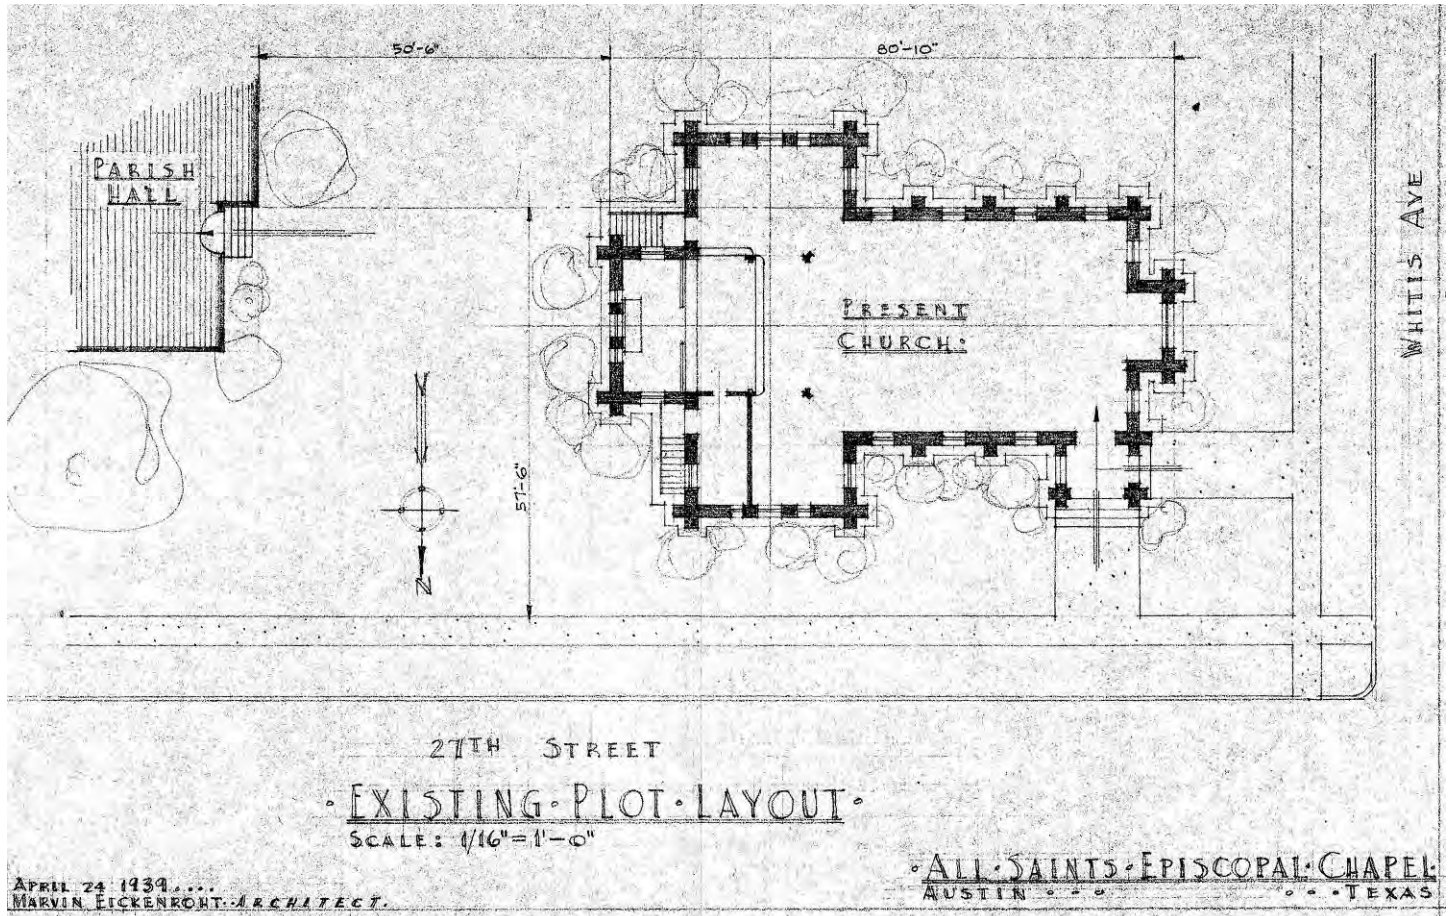 50'-6"
80'-10"
PARISH
HALL
PRESENT
CHURCH:
WHITIS AVE
57'-6"
N
27TH STREET
·EXISTING·PLOT·LAYOUT·
SCALE: 1/16"=1'-0"
APRIL 24 1939....
MARVIN EICKENROHT·ARCHITECT.
·ALL·SAINTS·EPISCOPAL·CHAPEL
AUSTIN · · · · · · TEXAS